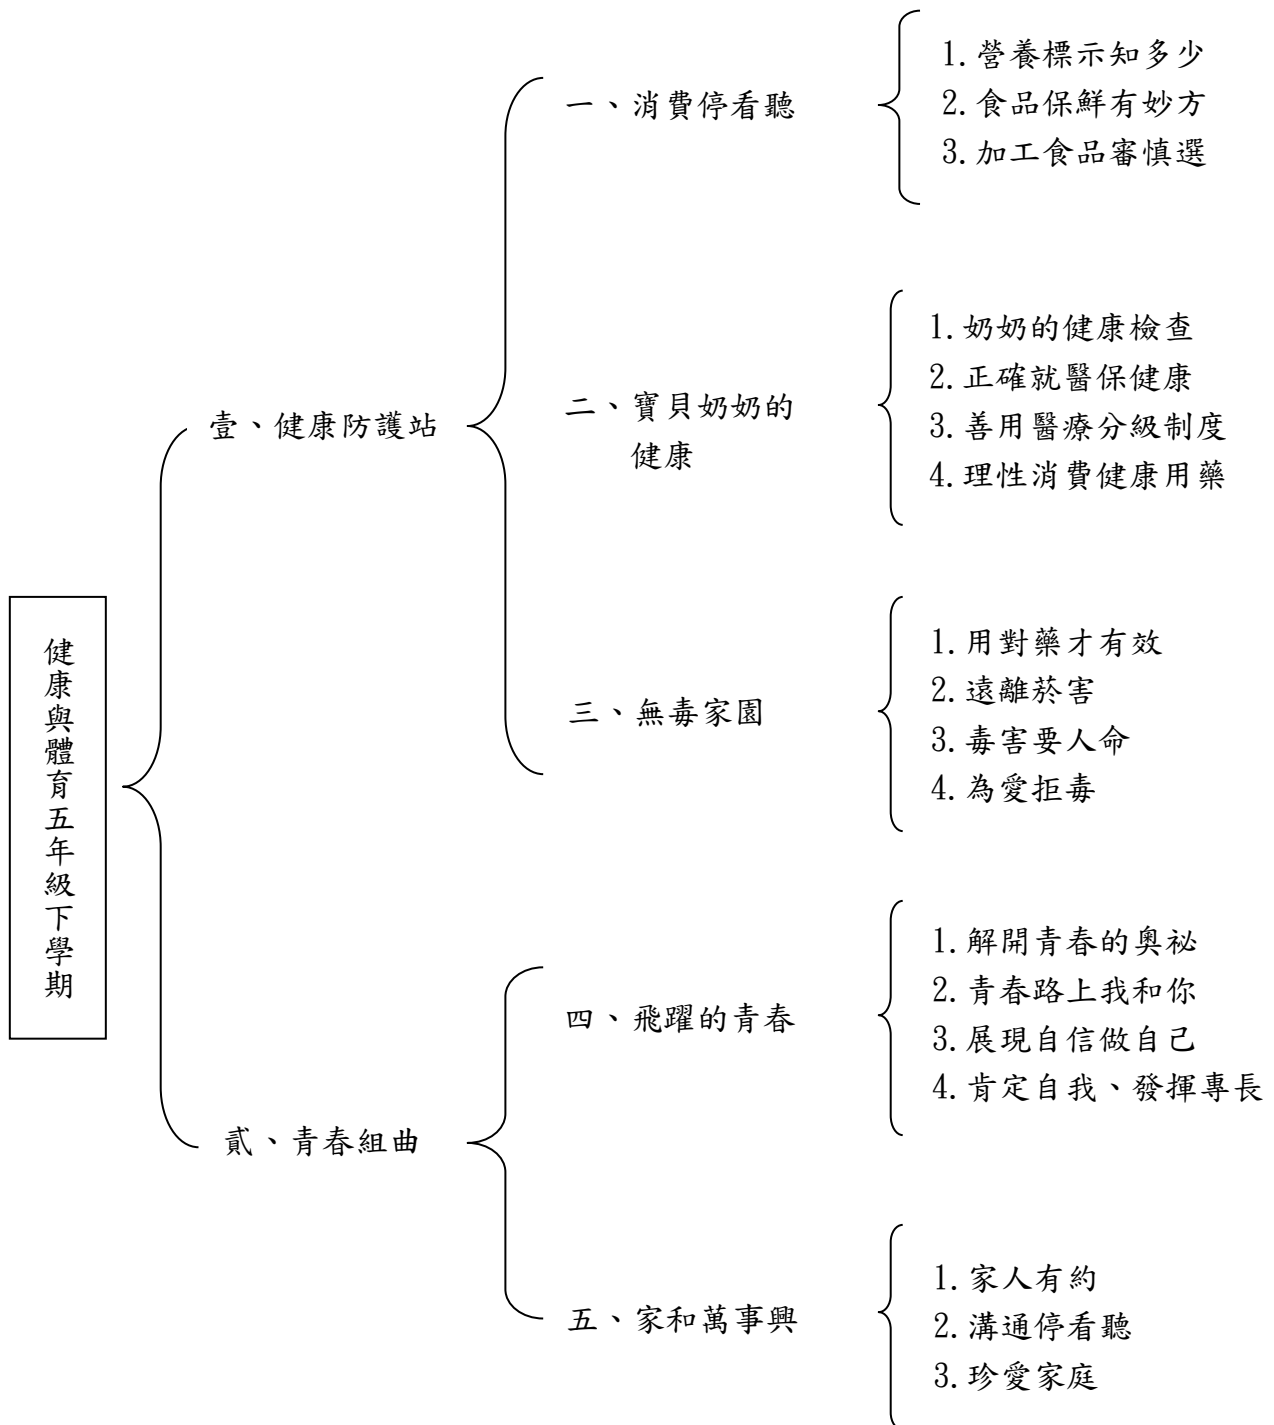 健康與體育五年級下學期
壹、健康防護站
一、消費停看聽
1.營養標示知多少
2.食品保鮮有妙方
3.加工食品審慎選
二、寶貝奶奶的
健康
1.奶奶的健康檢查
2.正確就醫保健康
3.善用醫療分級制度
4.理性消費健康用藥
三、無毒家園
1.用對藥才有效
2.遠離菸害
3.毒害要人命
4.為愛拒毒
貳、青春組曲
四、飛躍的青春
1.解開青春的奧祕
2.青春路上我和你
3.展現自信做自己
4.肯定自我、發揮專長
五、家和萬事興
1.家人有約
2.溝通停看聽
3.珍愛家庭